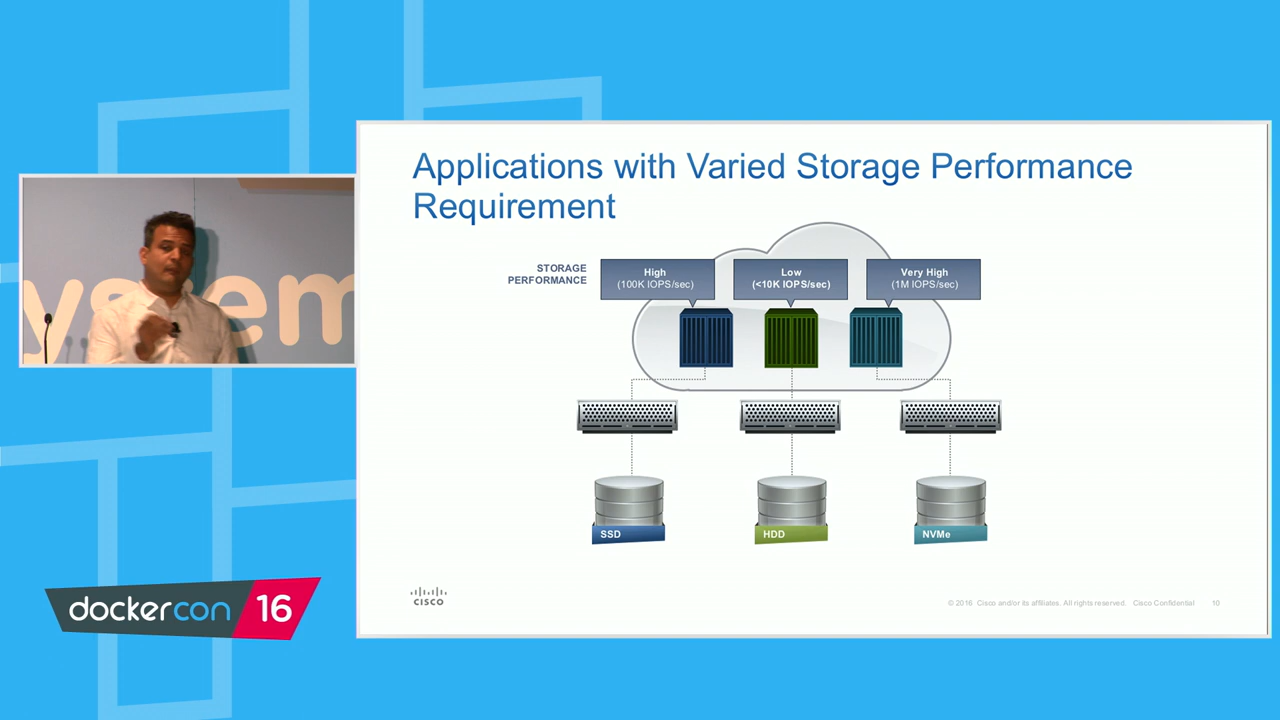 Applications with Varied Storage Performance
Requirement
STORAGE
PERFORMANCE
High
(100K IOPS/sec)
Low
(<10K IOPS/sec)
Very High
(1M IOPS/sec)
SSD
HDD
NVMe
CISCO
© 2016 Cisco and/or its affiliates. All rights reserved. Cisco Confidential 10
ystem
dockercon 16